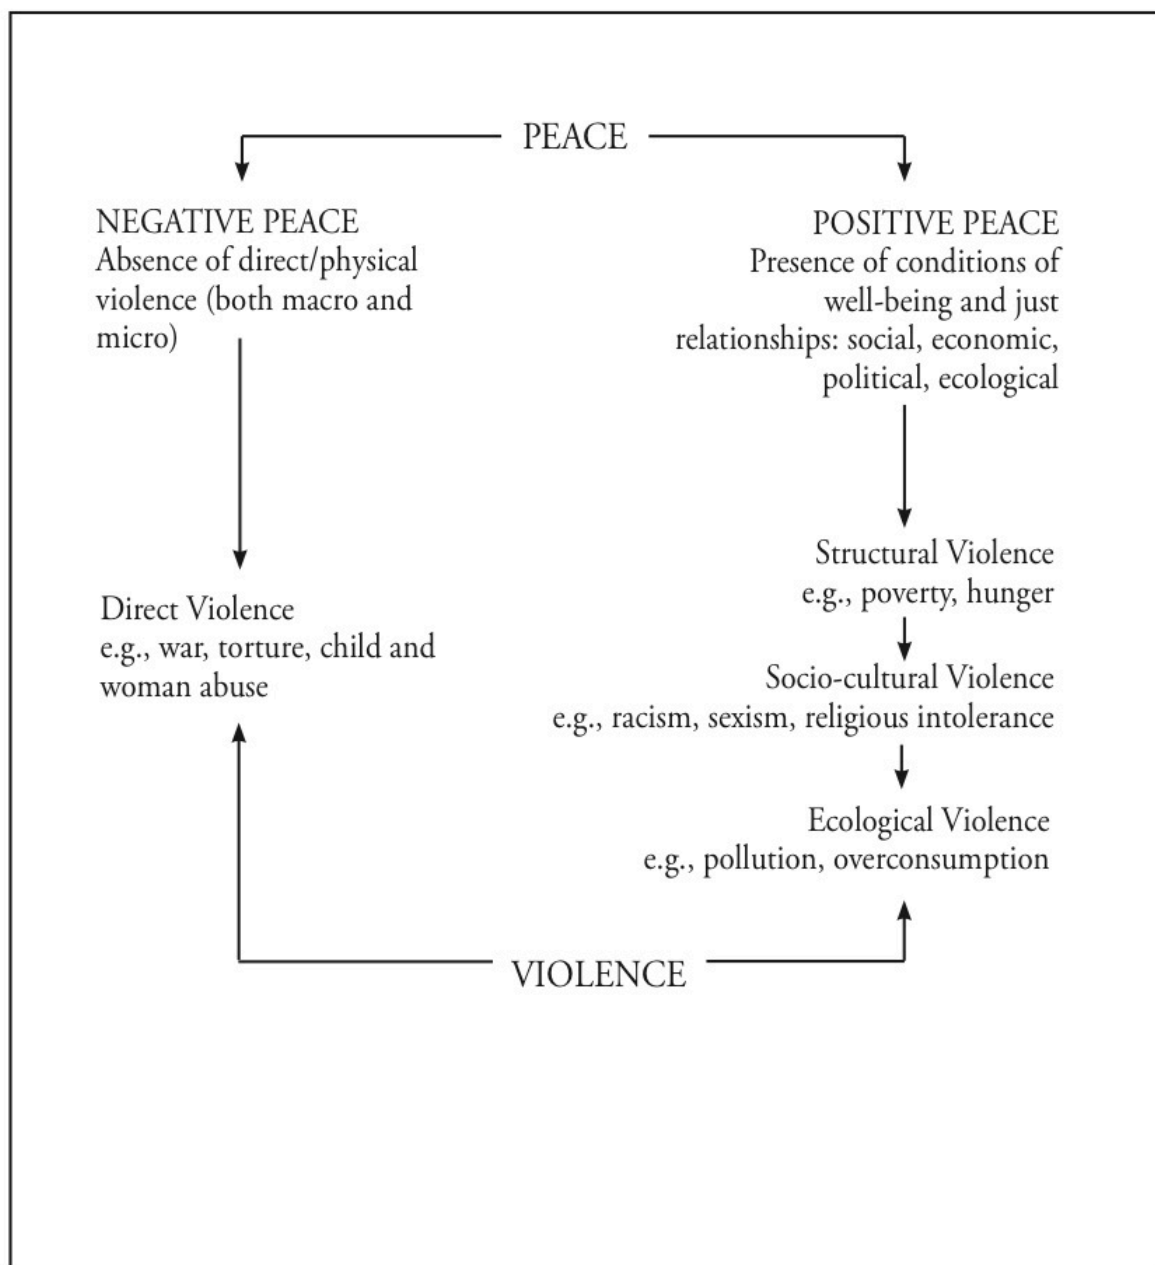 PEACE
NEGATIVE PEACE
Absence of direct/physical
violence (both macro and
micro)
POSITIVE PEACE
Presence of conditions of
well-being and just
relationships: social, economic,
political, ecological
Direct Violence
e.g., war, torture, child and
woman abuse
Structural Violence
e.g., poverty, hunger
Socio-cultural Violence
e.g., racism, sexism, religious intolerance
Ecological Violence
e.g., pollution, overconsumption
VIOLENCE